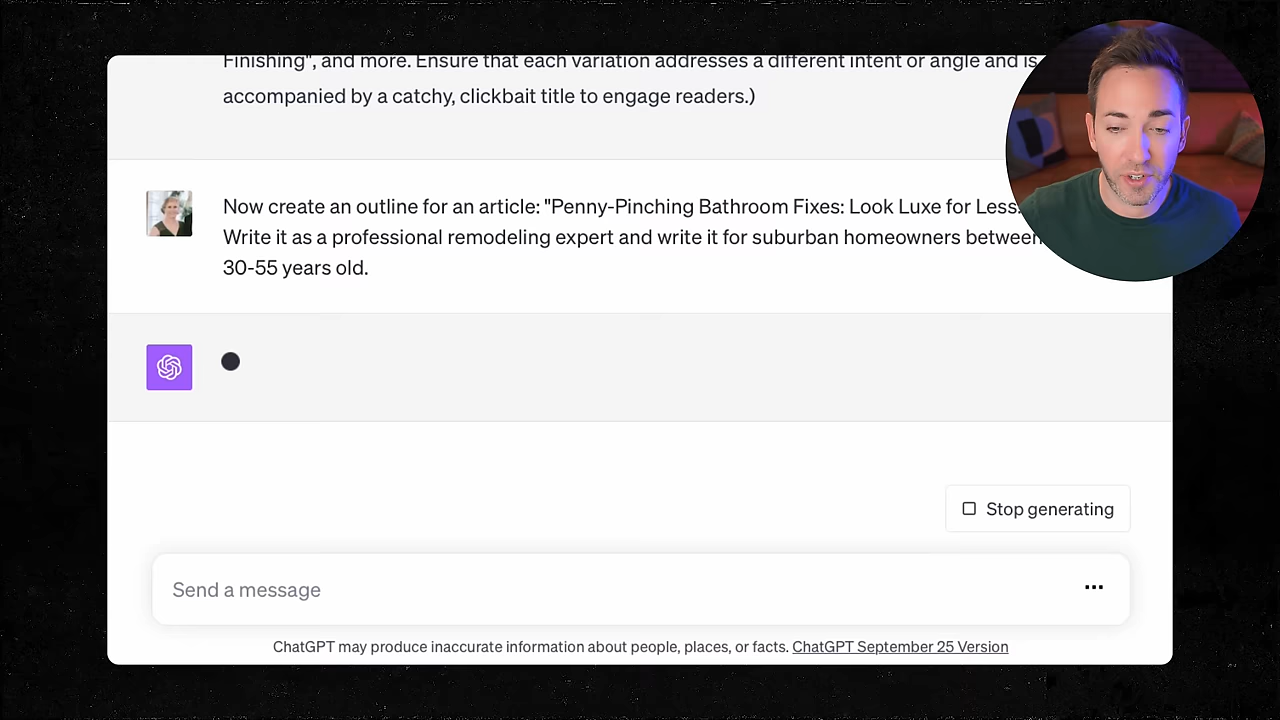 Finishing", and more. Ensure that each variation addresses a different intent or angle and is
accompanied by a catchy, clickbait title to engage readers.)
Now create an outline for an article: "Penny-Pinching Bathroom Fixes: Look Luxe for Less.
Write it as a professional remodeling expert and write it for suburban homeowners between
30-55 years old.
Stop generating
Send a message
ChatGPT may produce inaccurate information about people, places, or facts. ChatGPT September 25 Version